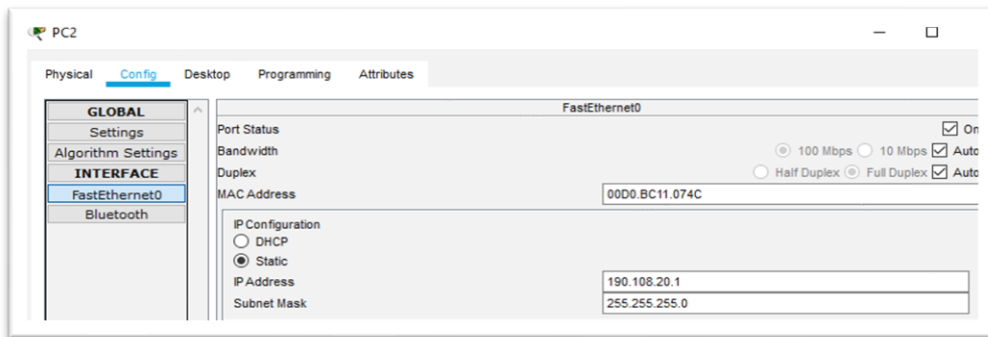 PC2
Physical Config Desktop Programming Attributes
GLOBAL
Settings
Algorithm Settings
INTERFACE
FastEthernet0
Bluetooth
FastEthernet0
Port Status On
Bandwidth 100 Mbps 10 Mbps Auto
Duplex Half Duplex Full Duplex Auto
MAC Address 00D0.BC11.074C
IP Configuration
DHCP
Static
IP Address 190.108.20.1
Subnet Mask 255.255.255.0